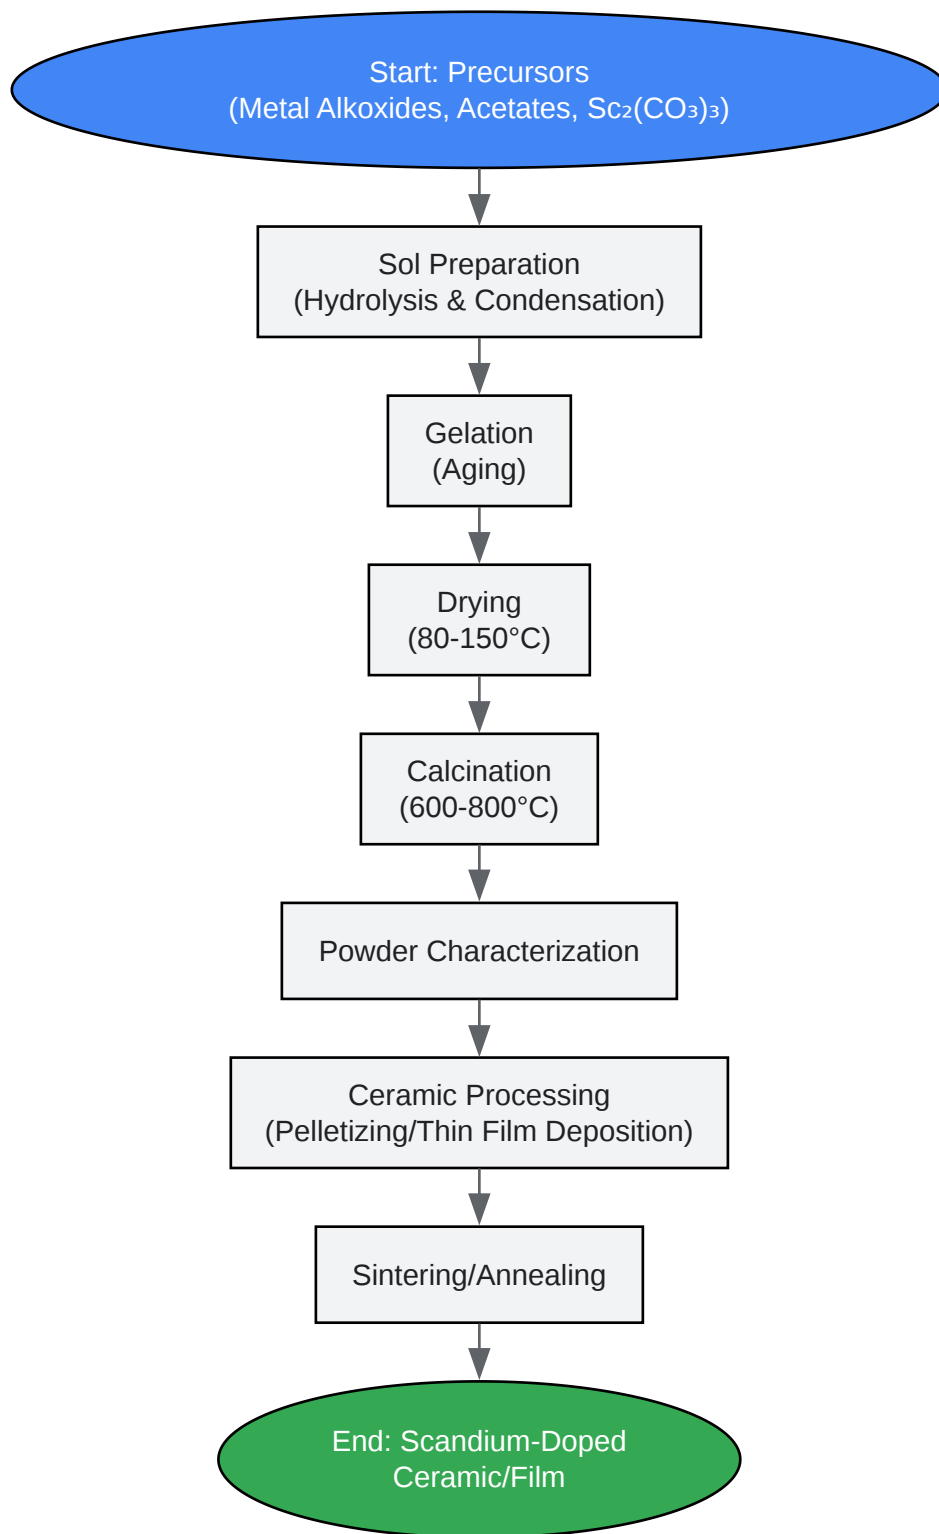 Start: Precursors
(Metal Alkoxides, Acetates, Sc₂(CO₃)₃)
Sol Preparation
(Hydrolysis & Condensation)
Gelation
(Aging)
Drying
(80-150°C)
Calcination
(600-800°C)
Powder Characterization
Ceramic Processing
(Pelletizing/Thin Film Deposition)
Sintering/Annealing
End: Scandium-Doped
Ceramic/Film